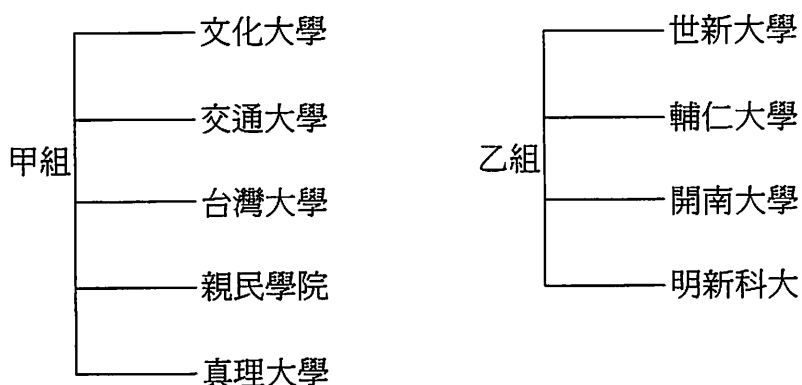 甲組
文化大學
交通大學
台灣大學
親民學院
真理大學
乙組
世新大學
輔仁大學
開南大學
明新科大